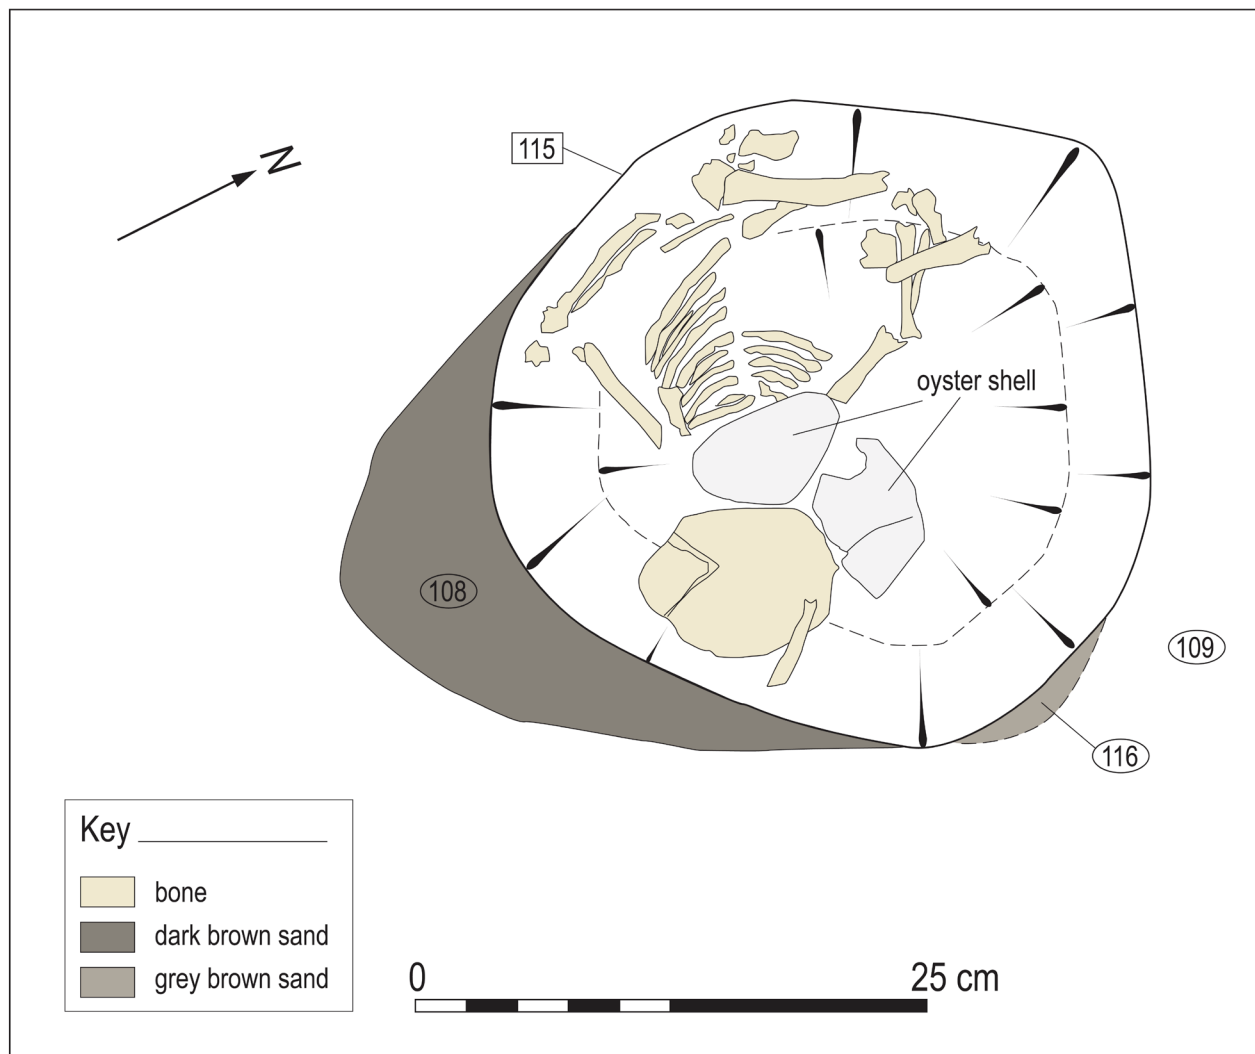 115
N
oyster shell
108
109
116
Key
bone
dark brown sand
grey brown sand
0 25 cm